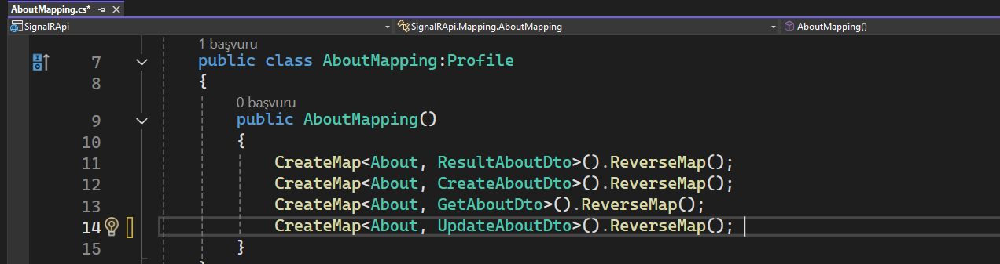 AboutMapping.cs*
SignalRApi SignalRApi.Mapping.AboutMapping AboutMapping()
1 başvuru
7 public class AboutMapping:Profile
8 {
0 başvuru
9 public AboutMapping()
10 {
11 CreateMap<About, ResultAboutDto>().ReverseMap();
12 CreateMap<About, CreateAboutDto>().ReverseMap();
13 CreateMap<About, GetAboutDto>().ReverseMap();
14 CreateMap<About, UpdateAboutDto>().ReverseMap();
15 }